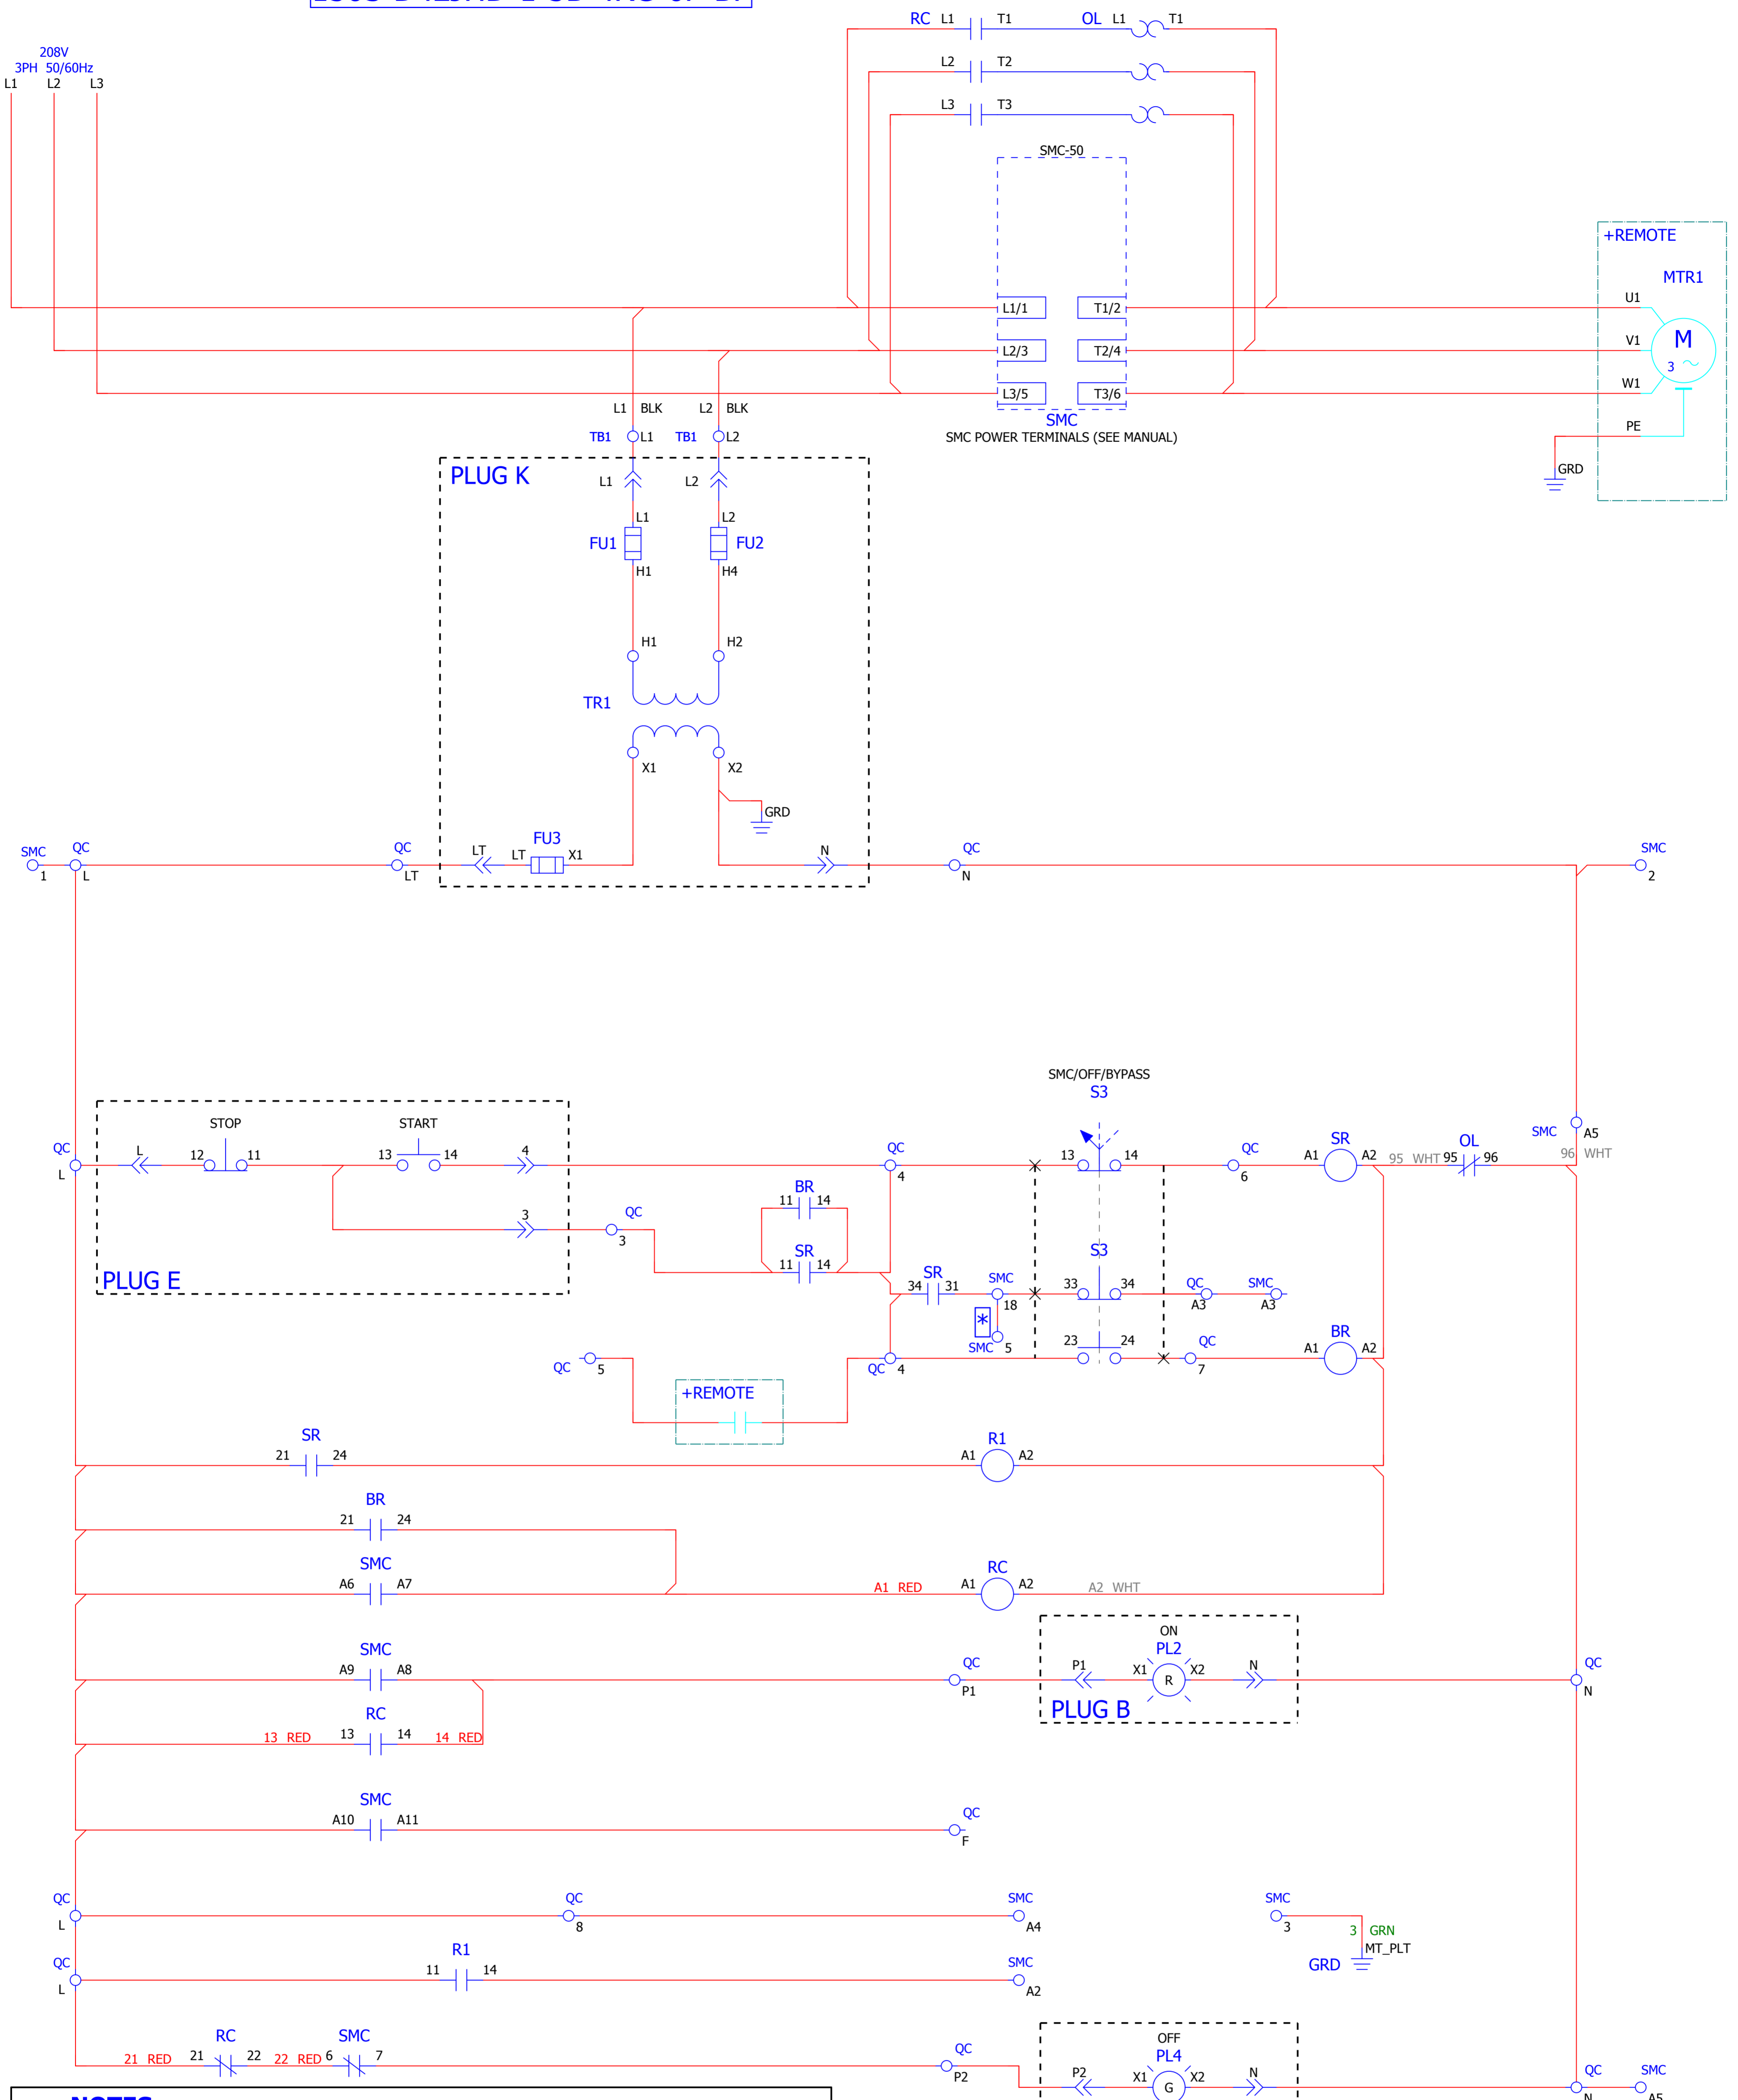 RC L1 T1 OL L1 T1
208V
3PH 50/60Hz
L1 L2 L3
L2 T2
L3 T3
SMC-50
+REMOTE
MTR1
L1/1 T1/2 U1
L2/3 T2/4 V1 M
3
L3/5 T3/6 W1
L1 BLK L2 BLK
SMC
SMC POWER TERMINALS (SEE MANUAL)
PE
TB1 L1 TB1 L2
GRD
PLUG K
L1 L2
L1 L2
FU1 FU2
H1 H4
H1 H2
TR1
X1 X2
GRD
FU3
SMC QC QC LT LT X1 N QC SMC
1 L LT N 2
SMC/OFF/BYPASS
S3
STOP START
SMC A5
QC L 12 11 13 14 4 QC 13 14 QC SR OL
L 4 6 A1 A2 95 WHT 95 96 96 WHT
BR
11 14
3 QC
3
SR
11 14
S3
PLUG E
SR
34 31 SMC 33 34 QC SMC
18 A3 A3
*
SMC 5
23 24 QC BR
QC 5 QC 4 7 A1 A2
+REMOTE
SR
21 24
R1
A1 A2
BR
21 24
SMC
A6 A7
RC
A1 RED A1 A2 A2 WHT
ON
PL2
SMC
A9 A8
QC P1 X1 R X2 N QC
P1 N
PLUG B
RC
13 RED 13 14 14 RED
SMC
A10 A11
QC
F
QC QC SMC SMC
L 8 A4 3
3 GRN
MT_PLT
GRD
QC R1 SMC
L 11 14 A2
OFF
PL4
RC SMC
21 RED 21 22 22 RED 6 7
QC
P2
P2 X1 G X2 N
QC SMC
N A5